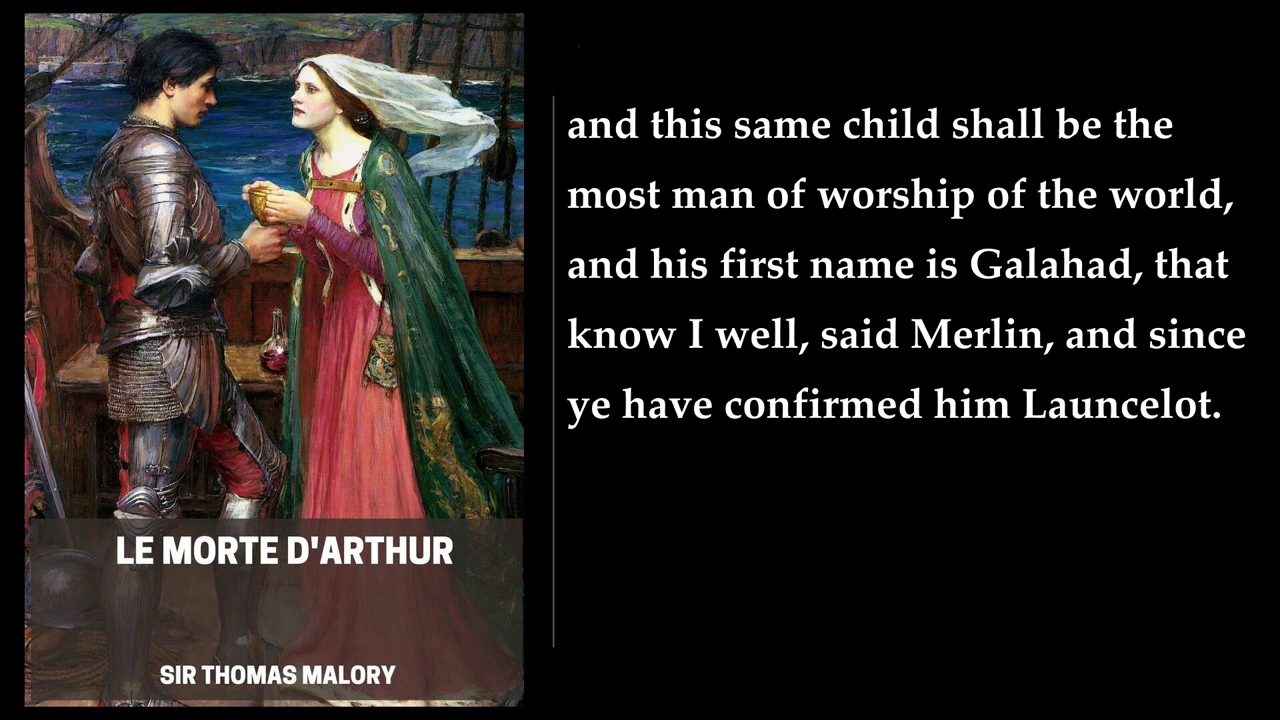 and this same child shall be the
most man of worship of the world,
and his first name is Galahad, that
know I well, said Merlin, and since
ye have confirmed him Launcelot.
LE MORTE D'ARTHUR
SIR THOMAS MALORY